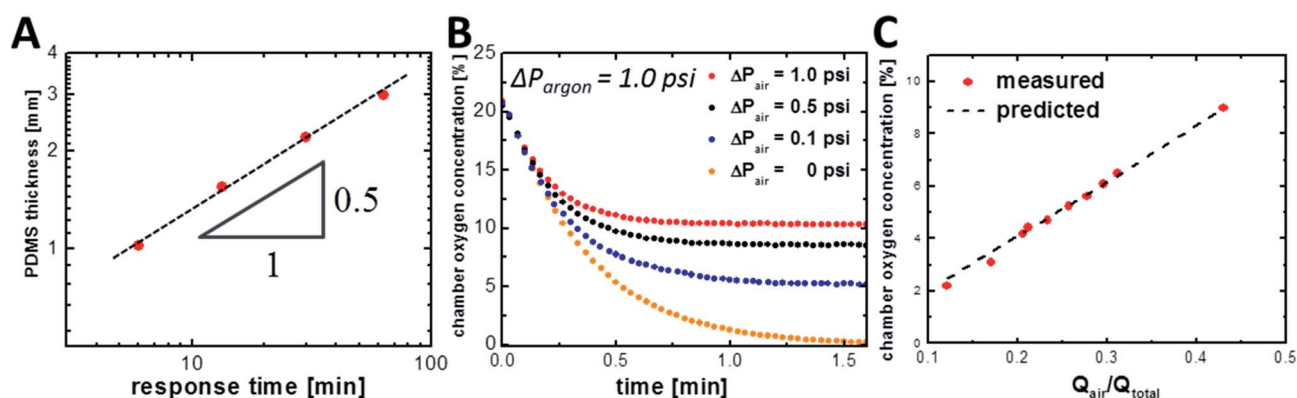 A
PDMS thickness [mm]
4
3
2
1
0.5
1
10
100
response time [min]
B
chamber oxygen concentration [%]
25
20
15
10
5
0
ΔPargon = 1.0 psi
ΔPair = 1.0 psi
ΔPair = 0.5 psi
ΔPair = 0.1 psi
ΔPair = 0 psi
0.0
0.5
1.0
1.5
time [min]
C
chamber oxygen concentration [%]
10
8
6
4
2
0
measured
predicted
0.1
0.2
0.3
0.4
0.5
Qair/Qtotal